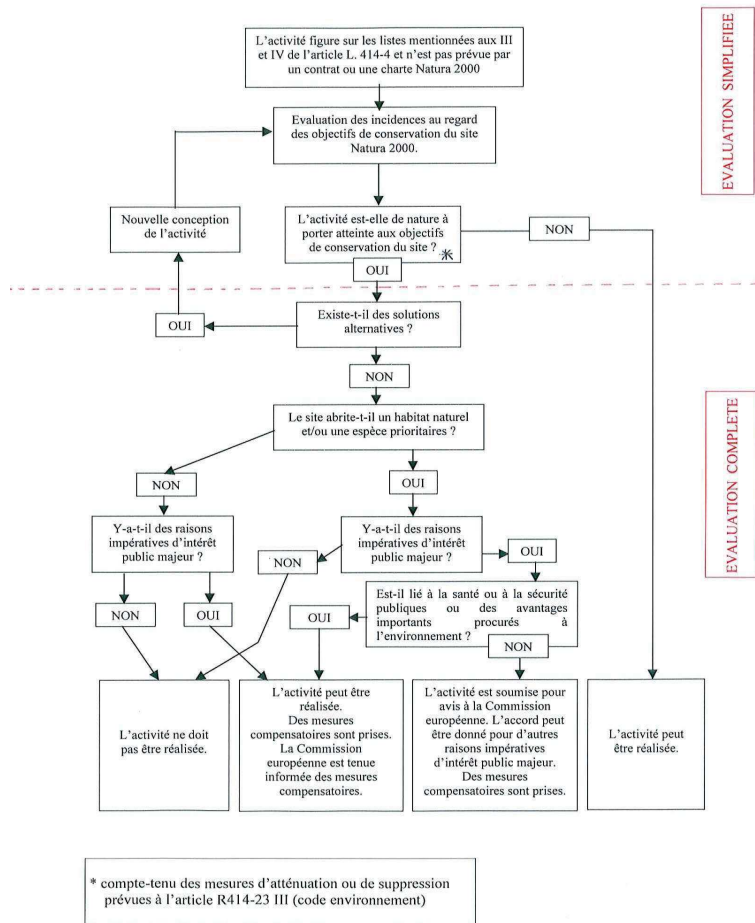 L'activité figure sur les listes mentionnées aux III
et IV de l'article L. 414-4 et n'est pas prévue par
un contrat ou une charte Natura 2000
EVALUATION SIMPLIFIEE
Evaluation des incidences au regard
des objectifs de conservation du site
Natura 2000.
Nouvelle conception
de l'activité
L'activité est-elle de nature à
porter atteinte aux objectifs
de conservation du site ? *
NON
OUI
Existe-t-il des solutions
alternatives ?
OUI
NON
EVALUATION COMPLETE
Le site abrite-t-il un habitat naturel
et/ou une espèce prioritaires ?
NON
OUI
Y-a-t-il des raisons
impératives d'intérêt
public majeur ?
Y-a-t-il des raisons
impératives d'intérêt
public majeur ?
NON
OUI
NON
OUI
Est-il lié à la santé ou à la sécurité
publiques ou des avantages
importants procurés à
l'environnement ?
OUI
NON
L'activité ne doit
pas être réalisée.
L'activité peut être
réalisée.
Des mesures
compensatoires sont prises.
La Commission
européenne est tenue
informée des mesures
compensatoires.
L'activité est soumise pour
avis à la Commission
européenne. L'accord peut
être donné pour d'autres
raisons impératives
d'intérêt public majeur.
Des mesures
compensatoires sont prises.
L'activité peut
être réalisée.
* compte-tenu des mesures d'atténuation ou de suppression
prévues à l'article R414-23 III (code environnement)